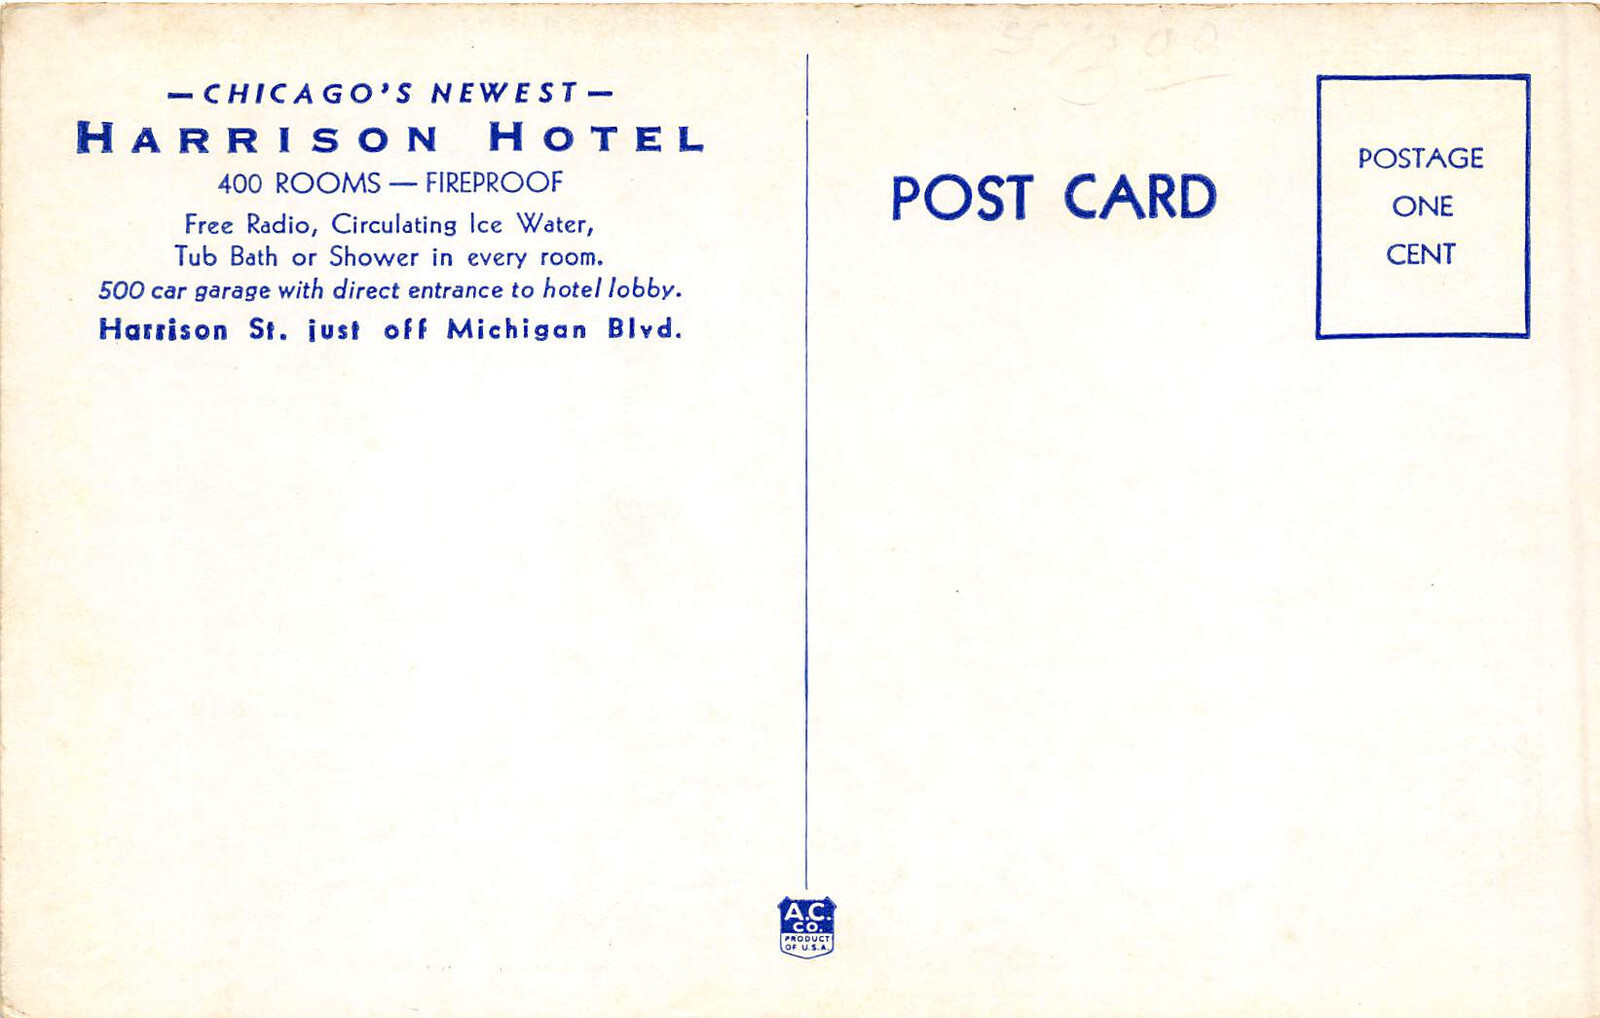 —CHICAGO'S NEWEST—
HARRISON HOTEL
400 ROOMS — FIREPROOF
Free Radio, Circulating Ice Water,
Tub Bath or Shower in every room.
500 car garage with direct entrance to hotel lobby.
Harrison St. just off Michigan Blvd.
POST CARD
POSTAGE
ONE
CENT
A.C.
CO.
PRODUCT
OF U.S.A.